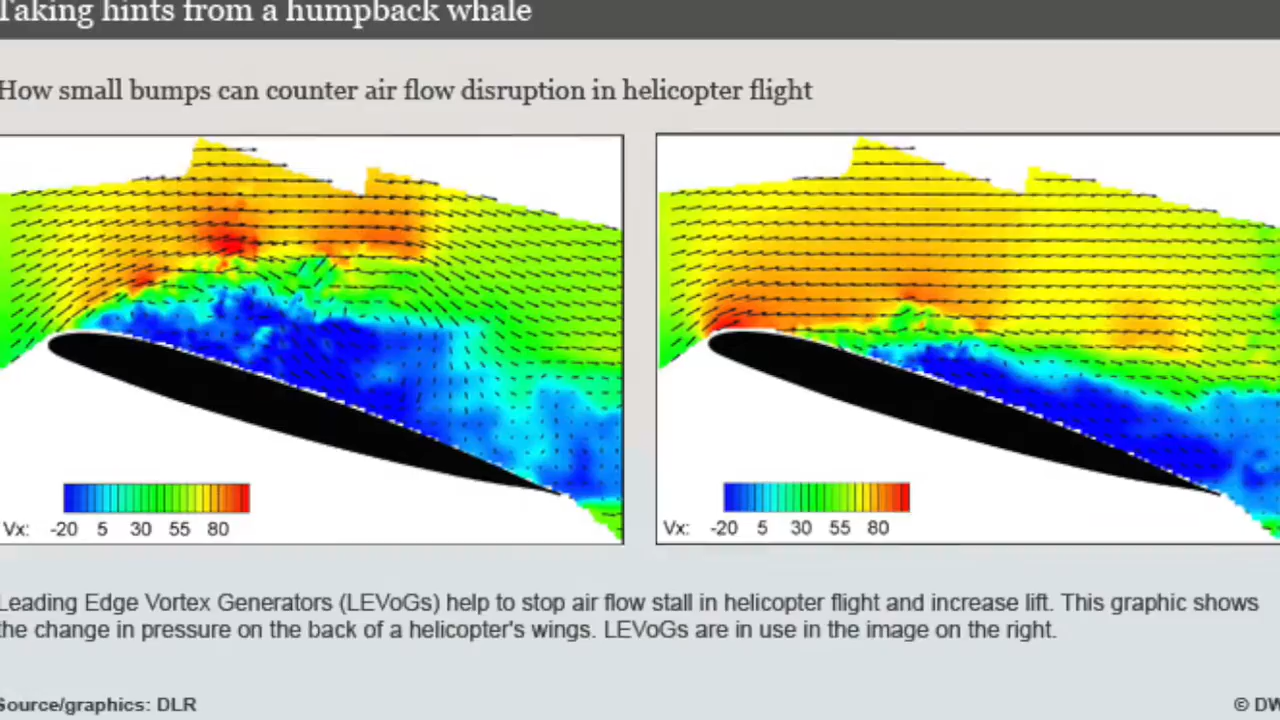 Taking hints from a humpback whale
How small bumps can counter air flow disruption in helicopter flight
Vx: -20 5 30 55 80
Vx: -20 5 30 55 80
Leading Edge Vortex Generators (LEVoGs) help to stop air flow stall in helicopter flight and increase lift. This graphic shows
the change in pressure on the back of a helicopter's wings. LEVoGs are in use in the image on the right.
Source/graphics: DLR
© DW